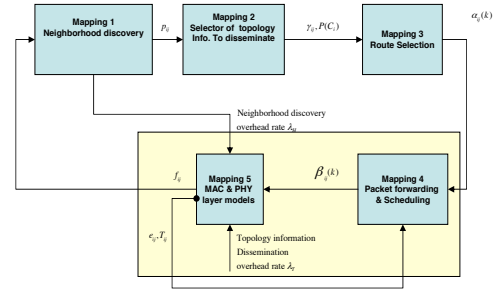 Mapping 1
Neighborhood discovery
p_ij
Mapping 2
Selector of topology
Info. To disseminate
γ_ij, P(C_i)
Mapping 3
Route Selection
α_ij(k)
Neighborhood discovery
overhead rate λ_H
f_ij
Mapping 5
MAC & PHY
layer models
β_ij(k)
Mapping 4
Packet forwarding
& Scheduling
e_ij, T_ij
Topology information
Dissemination
overhead rate